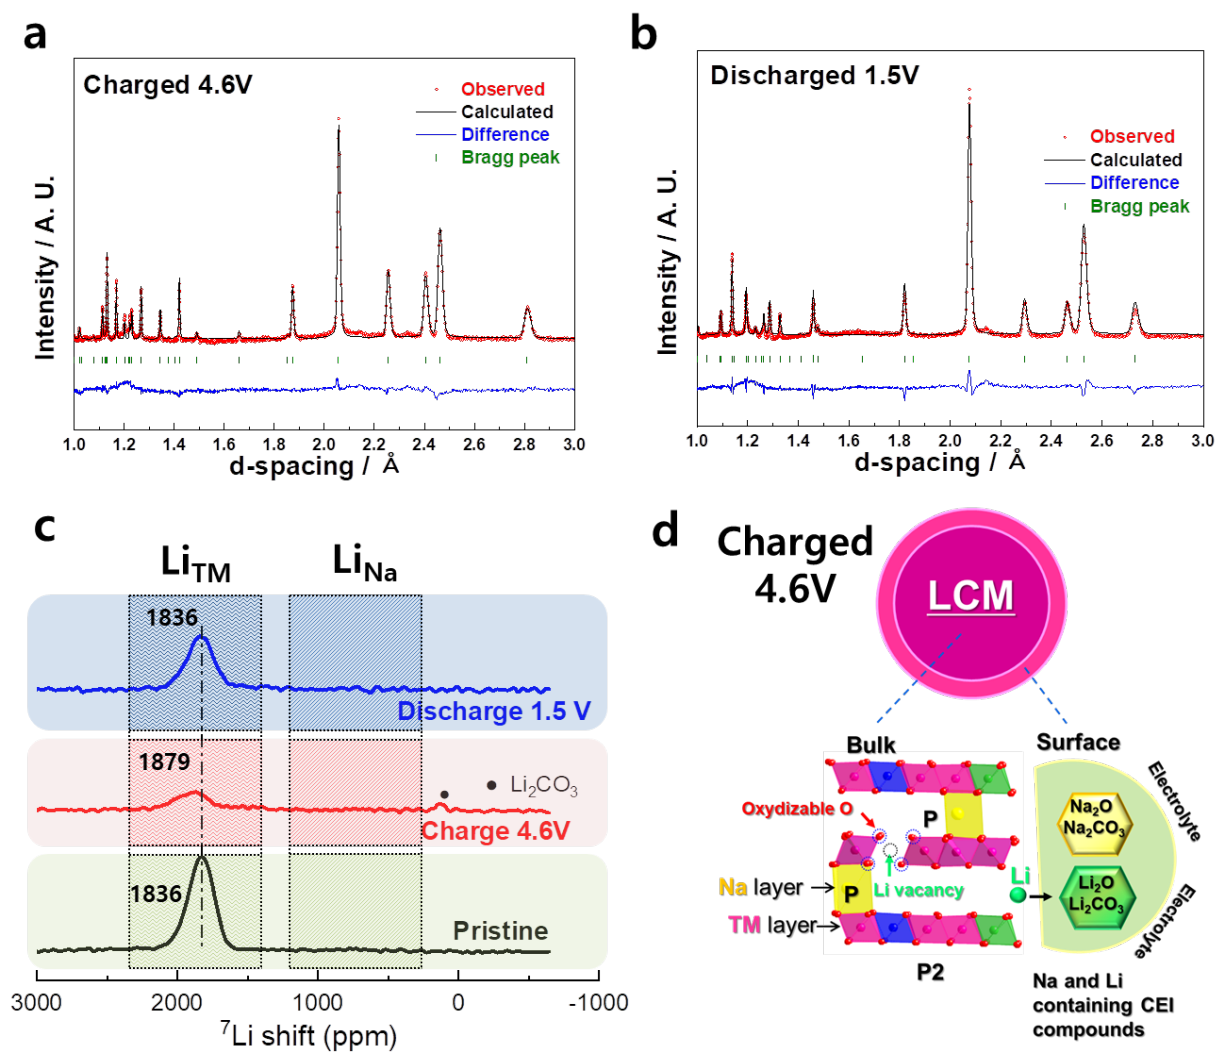 a
Charged 4.6V
Observed
Calculated
Difference
Bragg peak
Intensity / A. U.
1.0 1.2 1.4 1.6 1.8 2.0 2.2 2.4 2.6 2.8 3.0
d-spacing / Å
b
Discharged 1.5V
Observed
Calculated
Difference
Bragg peak
Intensity / A. U.
1.0 1.2 1.4 1.6 1.8 2.0 2.2 2.4 2.6 2.8 3.0
d-spacing / Å
c
Li_TM Li_Na
1836
Discharge 1.5 V
1879
Li₂CO₃
Charge 4.6V
1836
Pristine
3000 2000 1000 0 -1000
⁷Li shift (ppm)
d
Charged
4.6V
LCM
Bulk
Surface
Oxydizable O
P
Li vacancy
Na layer
P
TM layer
P2
Li
Electrolyte
Na₂O
Na₂CO₃
Li₂O
Li₂CO₃
Electrolyte
Na and Li
containing CEI
compounds